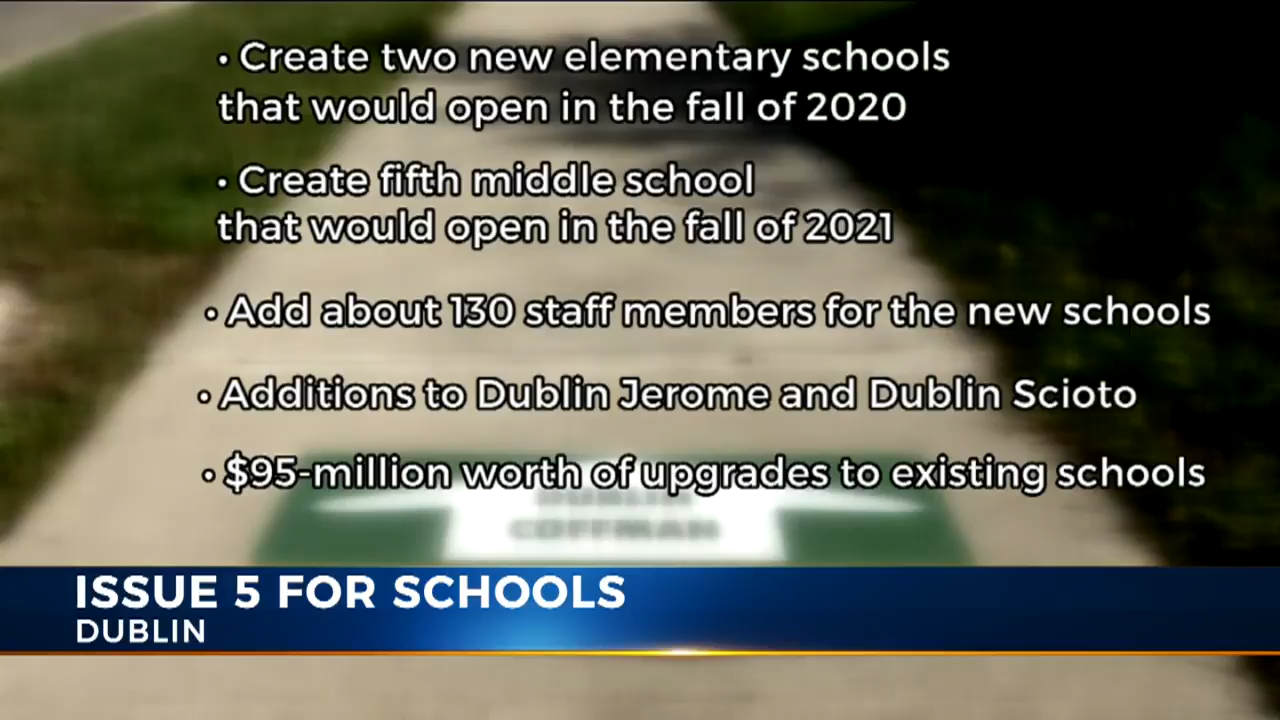 • Create two new elementary schools
that would open in the fall of 2020
• Create fifth middle school
that would open in the fall of 2021
• Add about 130 staff members for the new schools
• Additions to Dublin Jerome and Dublin Scioto
• $95-million worth of upgrades to existing schools
DUBLIN
COFFMAN
ISSUE 5 FOR SCHOOLS
DUBLIN